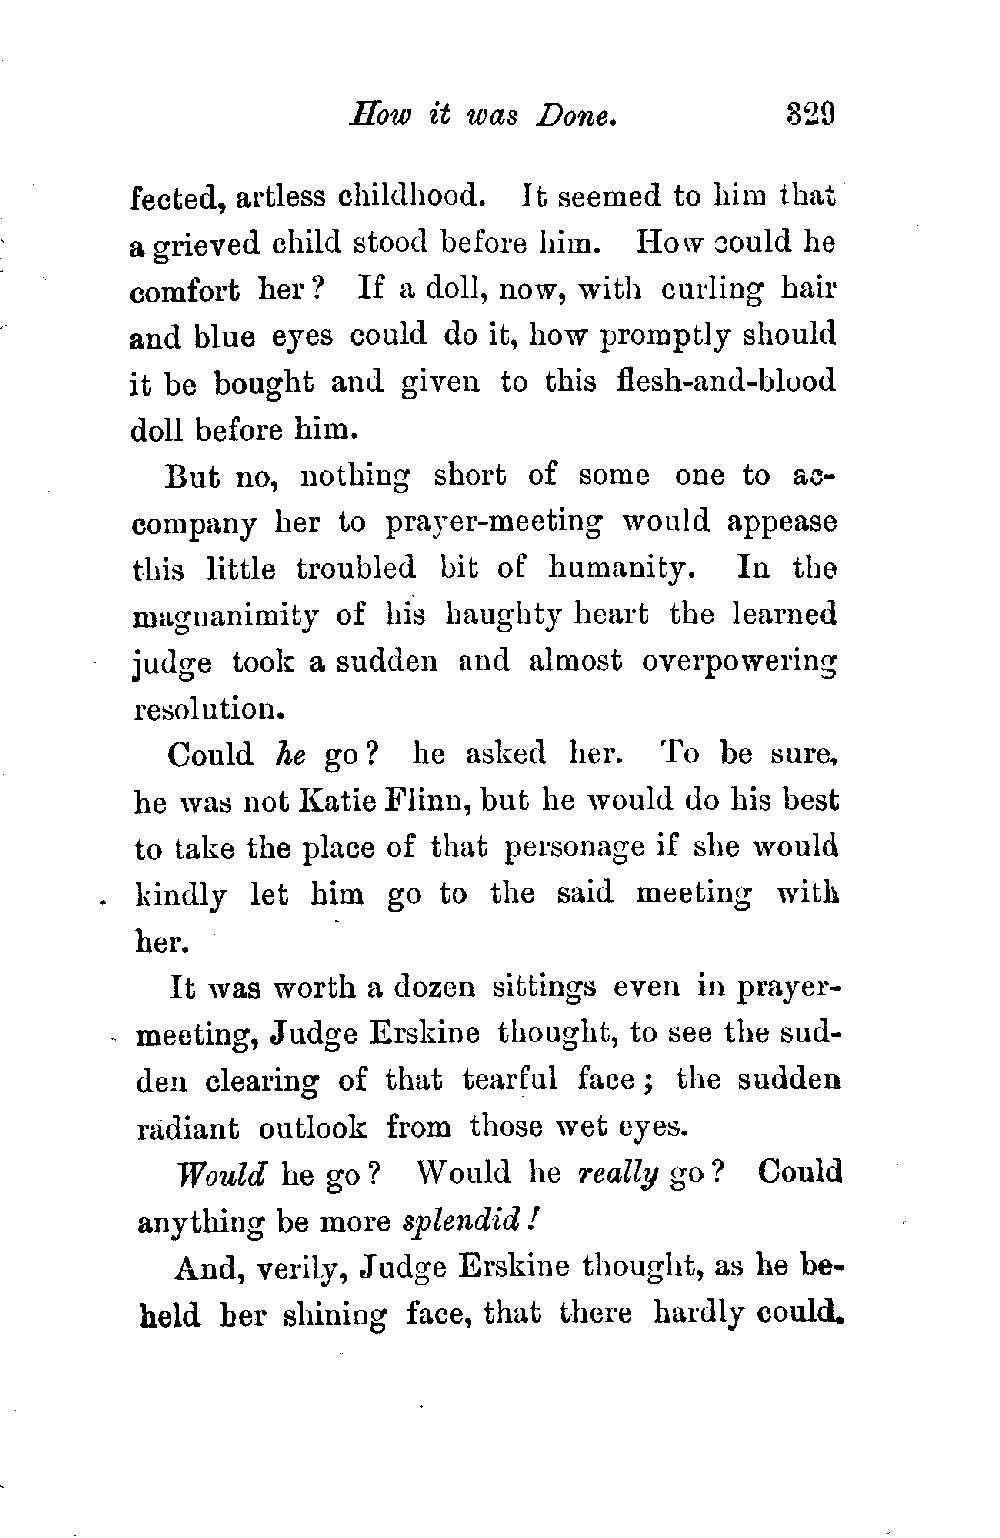 How it was Done. 329
fected, artless childhood. It seemed to him that
a grieved child stood before him. How could he
comfort her? If a doll, now, with curling hair
and blue eyes could do it, how promptly should
it be bought and given to this flesh-and-blood
doll before him.
But no, nothing short of some one to ac-
company her to prayer-meeting would appease
this little troubled bit of humanity. In the
magnanimity of his haughty heart the learned
judge took a sudden and almost overpowering
resolution.
Could he go? he asked her. To be sure,
he was not Katie Flinn, but he would do his best
to take the place of that personage if she would
kindly let him go to the said meeting with
her.
It was worth a dozen sittings even in prayer-
meeting, Judge Erskine thought, to see the sud-
den clearing of that tearful face; the sudden
radiant outlook from those wet eyes.
Would he go? Would he really go? Could
anything be more splendid!
And, verily, Judge Erskine thought, as he be-
held her shining face, that there hardly could.